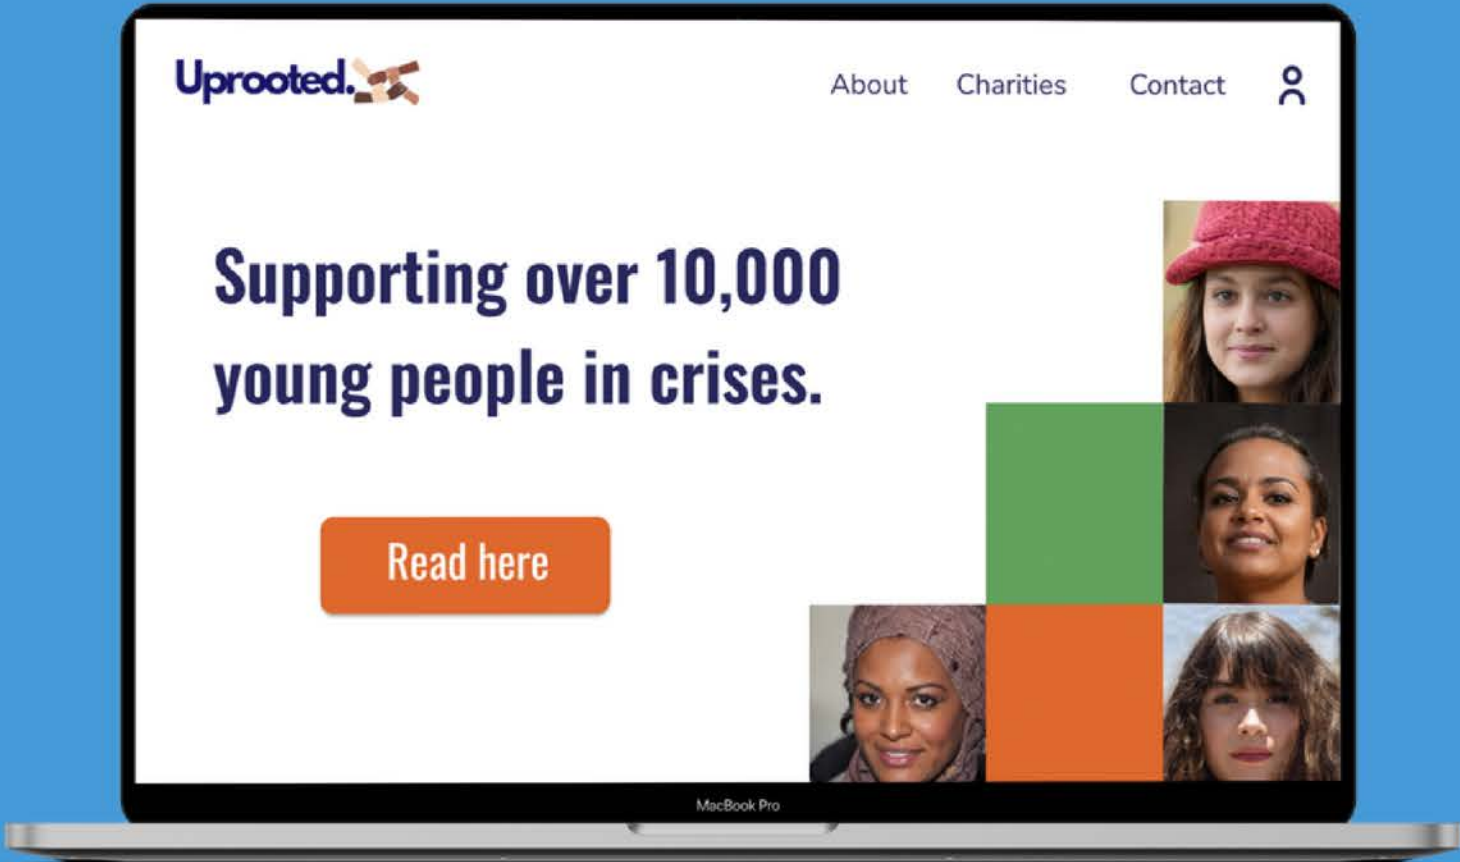 Uprooted.
About Charities Contact
Supporting over 10,000
young people in crises.
Read here
MacBook Pro